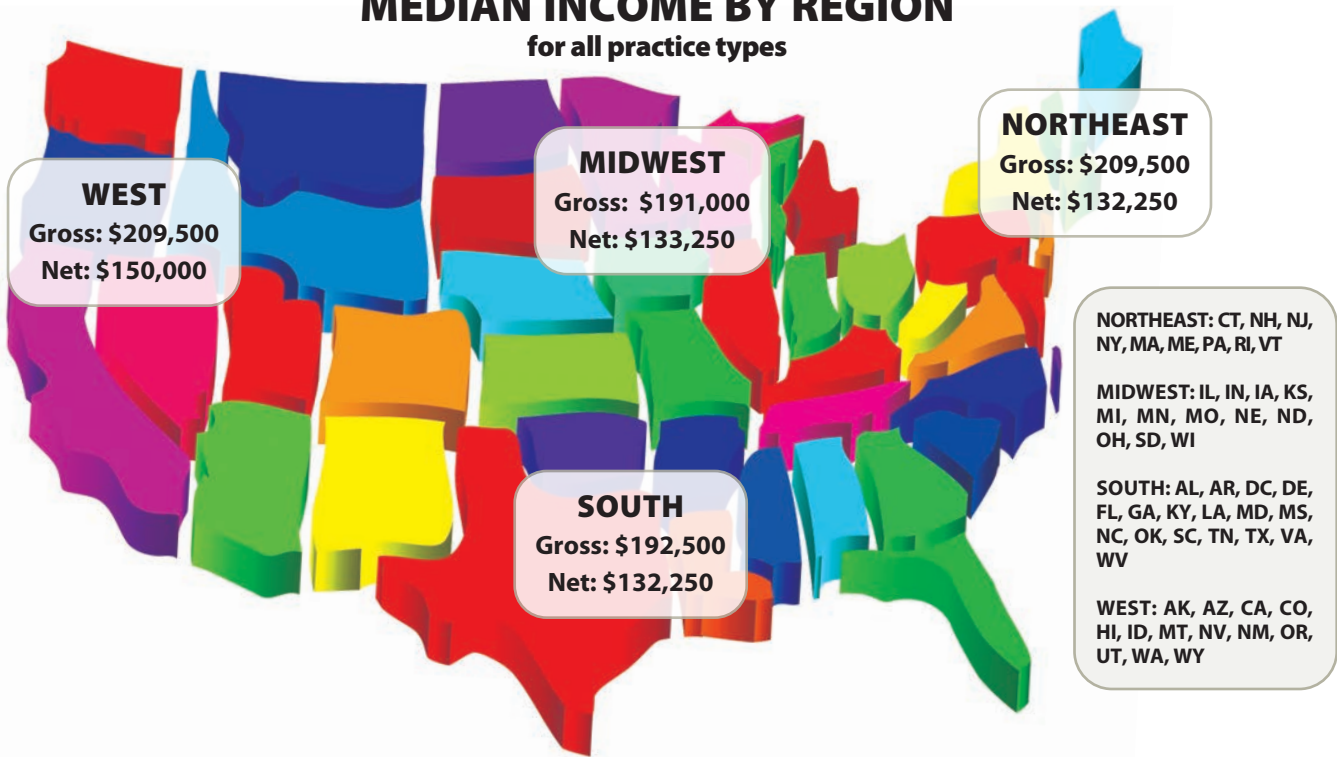 MEDIAN INCOME BY REGION
for all practice types
WEST
Gross: $209,500
Net: $150,000
MIDWEST
Gross: $191,000
Net: $133,250
NORTHEAST
Gross: $209,500
Net: $132,250
SOUTH
Gross: $192,500
Net: $132,250
NORTHEAST: CT, NH, NJ,
NY, MA, ME, PA, RI, VT
MIDWEST: IL, IN, IA, KS,
MI, MN, MO, NE, ND,
OH, SD, WI
SOUTH: AL, AR, DC, DE,
FL, GA, KY, LA, MD, MS,
NC, OK, SC, TN, TX, VA,
WV
WEST: AK, AZ, CA, CO,
HI, ID, MT, NV, NM, OR,
UT, WA, WY